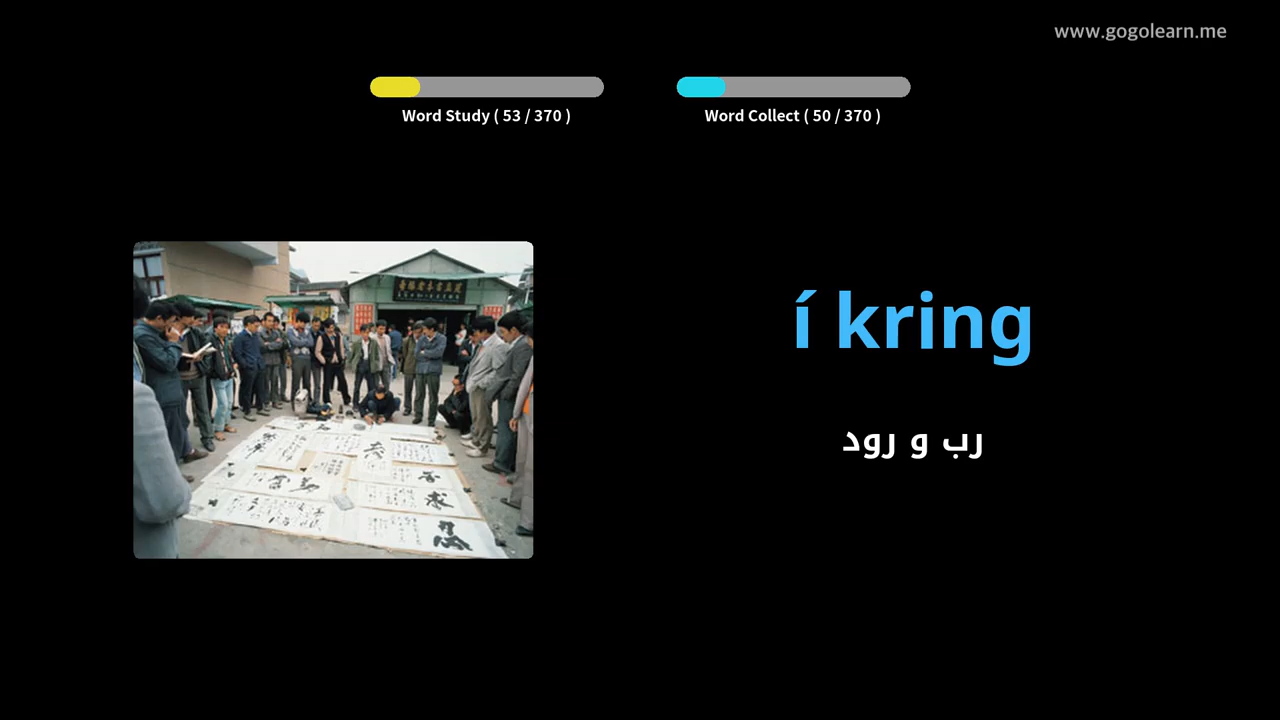 www.gogolearn.me
Word Study ( 53 / 370 )
Word Collect ( 50 / 370 )
í kring
رب و رود